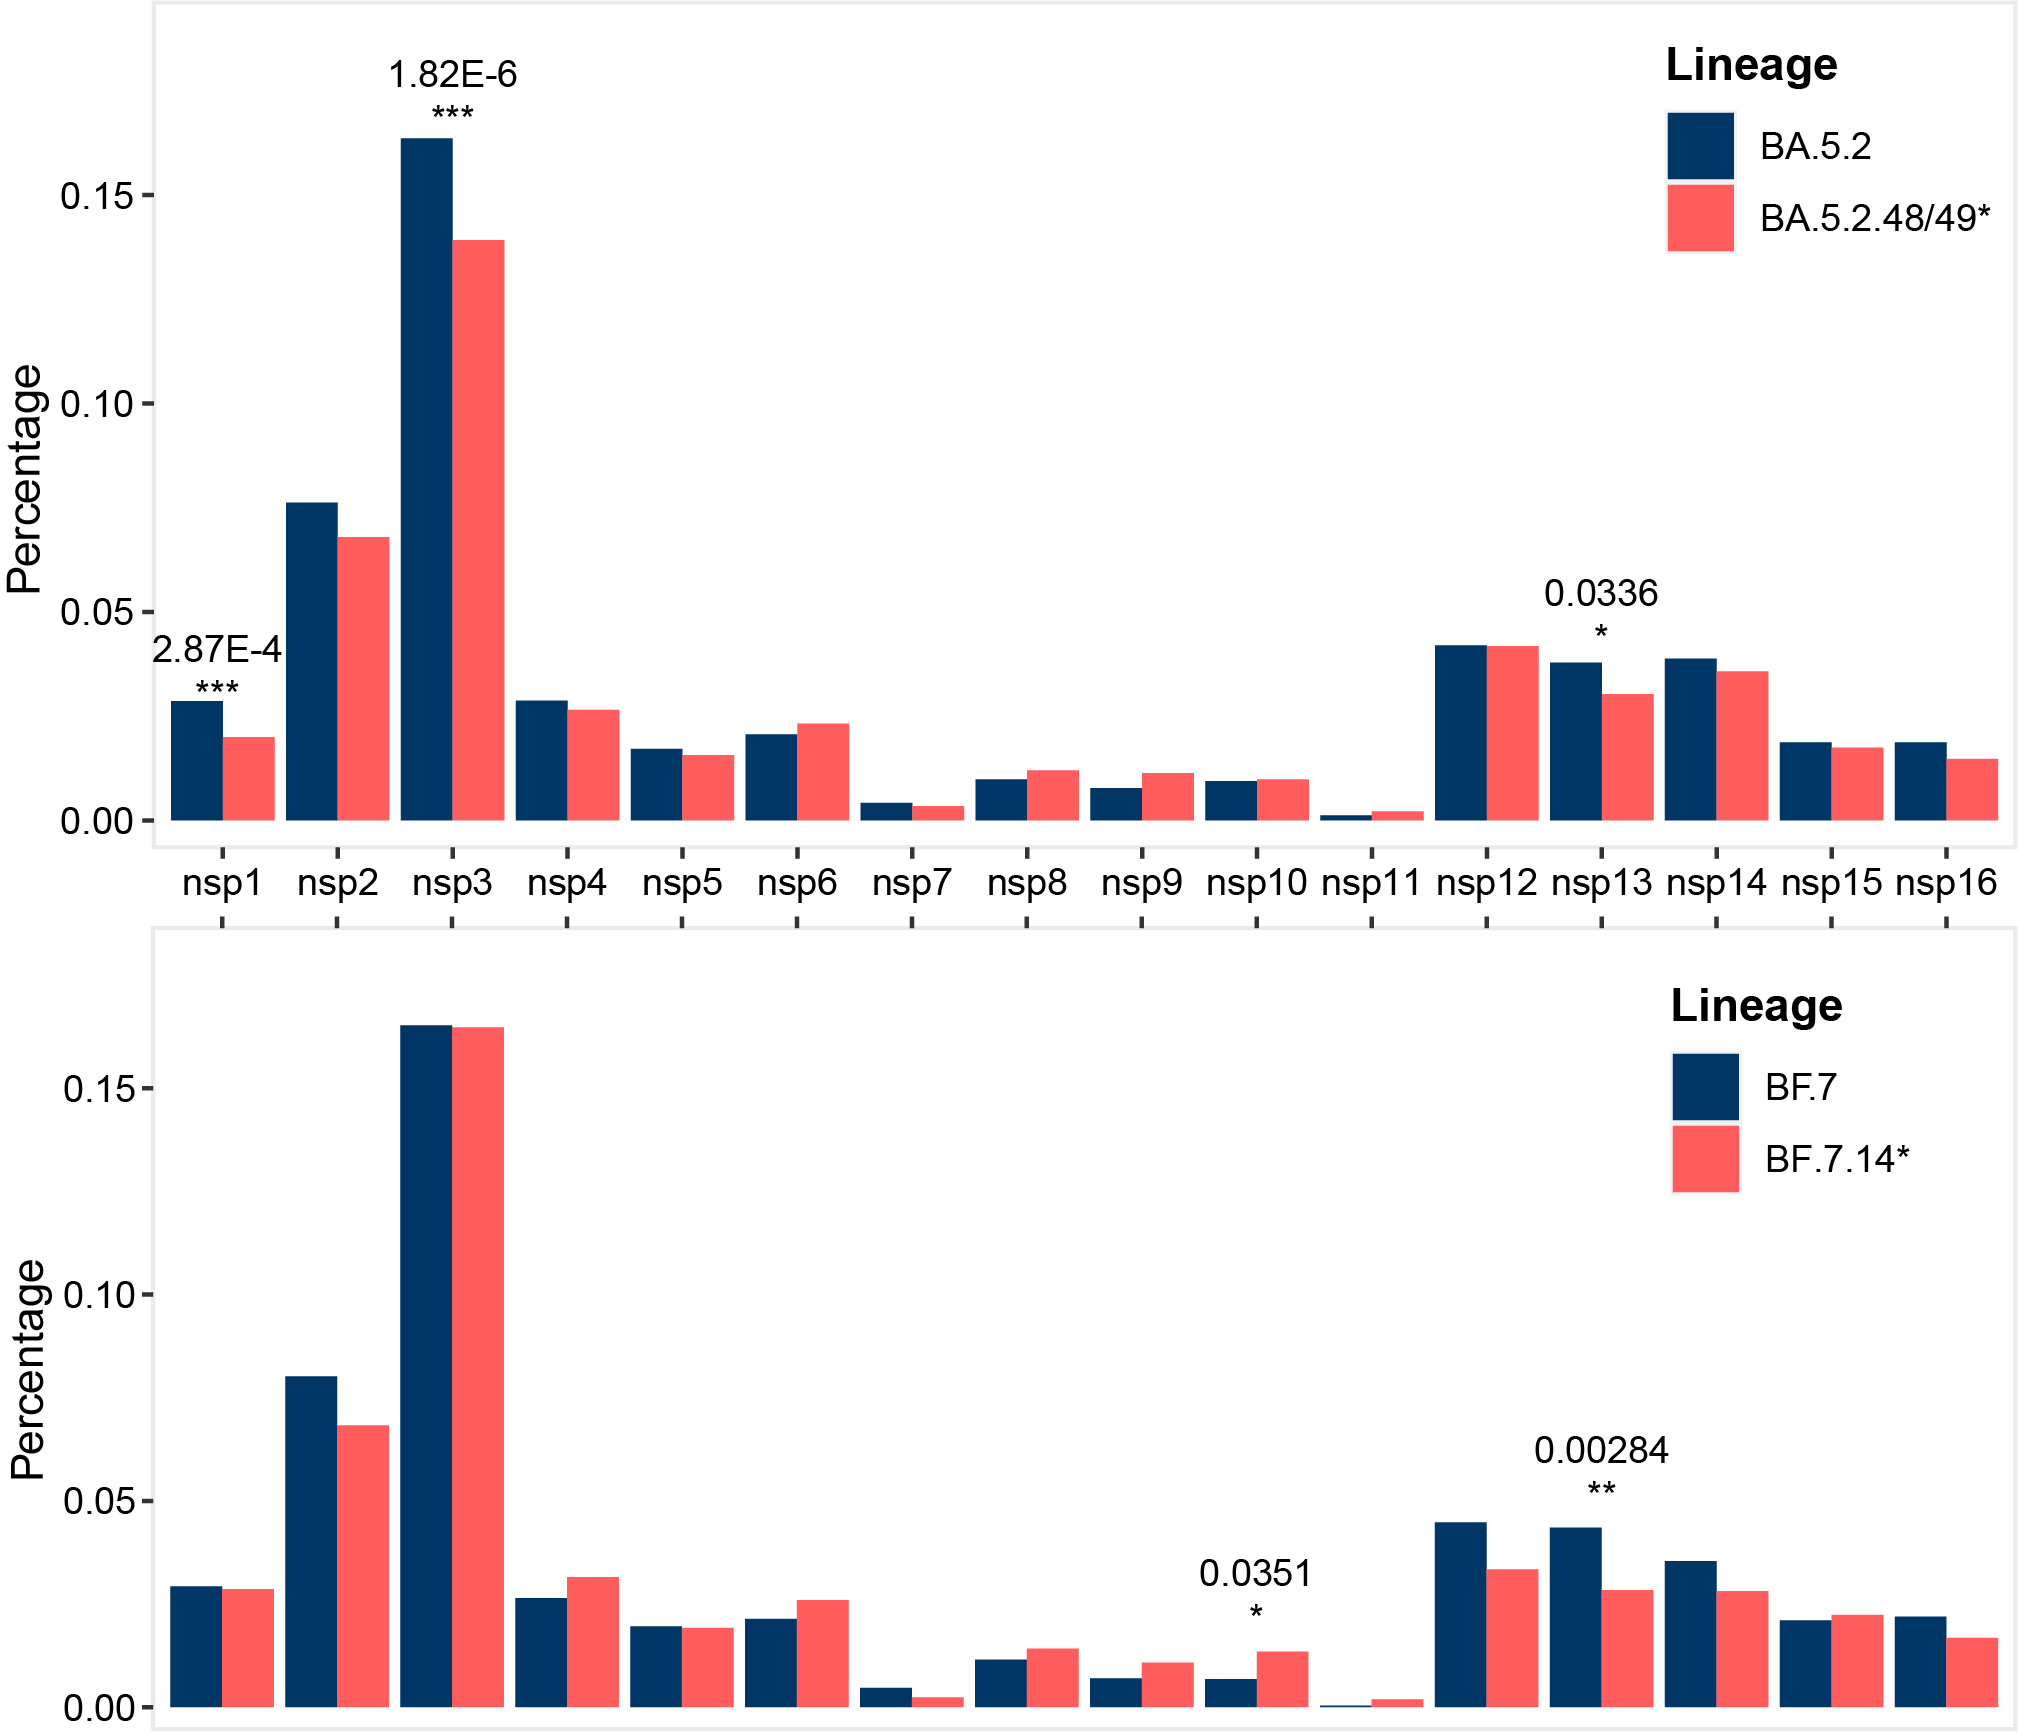 Percentage
0.15
0.10
0.05
0.00
1.82E-6
***
2.87E-4
***
0.0336
*
Lineage
BA.5.2
BA.5.2.48/49*
nsp1 nsp2 nsp3 nsp4 nsp5 nsp6 nsp7 nsp8 nsp9 nsp10 nsp11 nsp12 nsp13 nsp14 nsp15 nsp16
Percentage
0.15
0.10
0.05
0.00
0.0351
*
0.00284
**
Lineage
BF.7
BF.7.14*